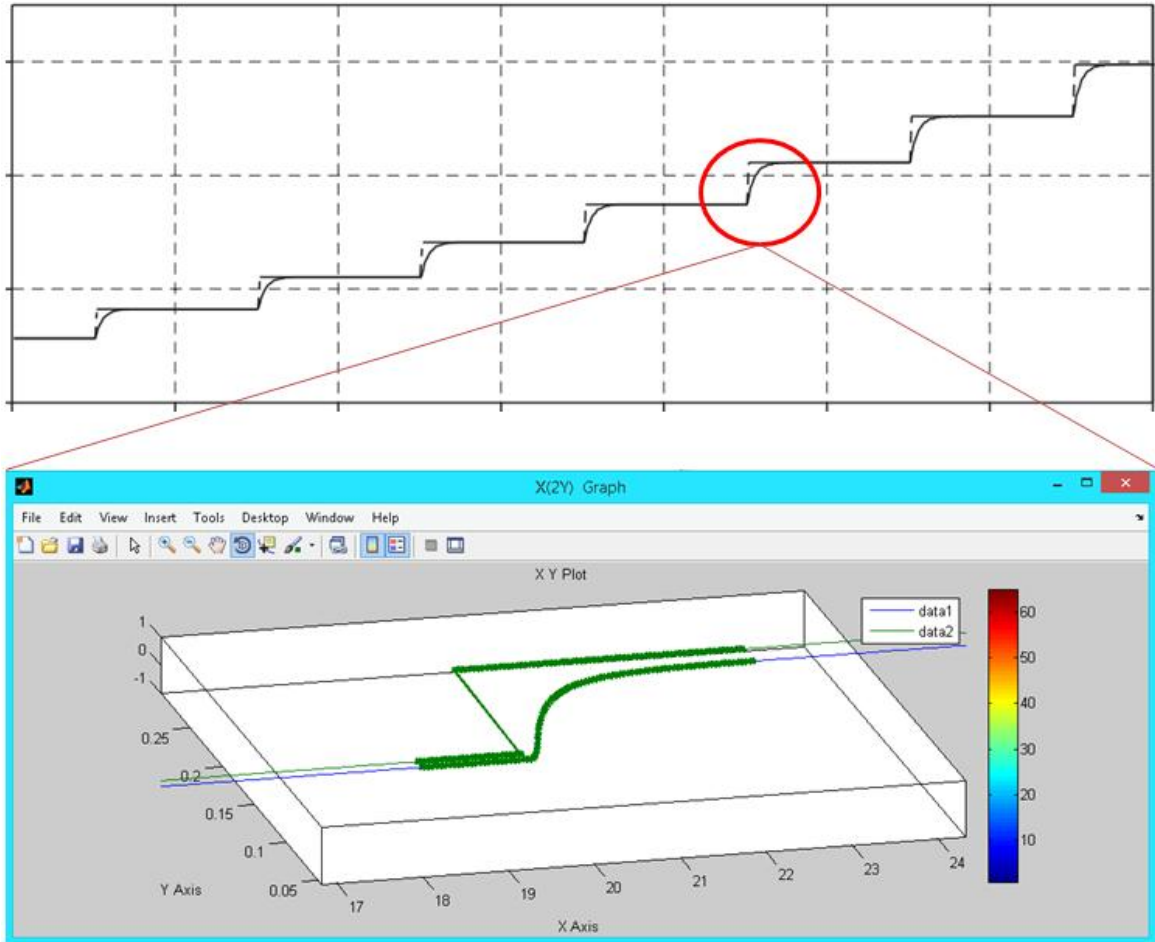 X(2Y) Graph
File Edit View Insert Tools Desktop Window Help
X Y Plot
data1
data2
1
0
-1
0.25
0.2
0.15
0.1
0.05
Y Axis
17 18 19 20 21 22 23 24
X Axis
60
50
40
30
20
10